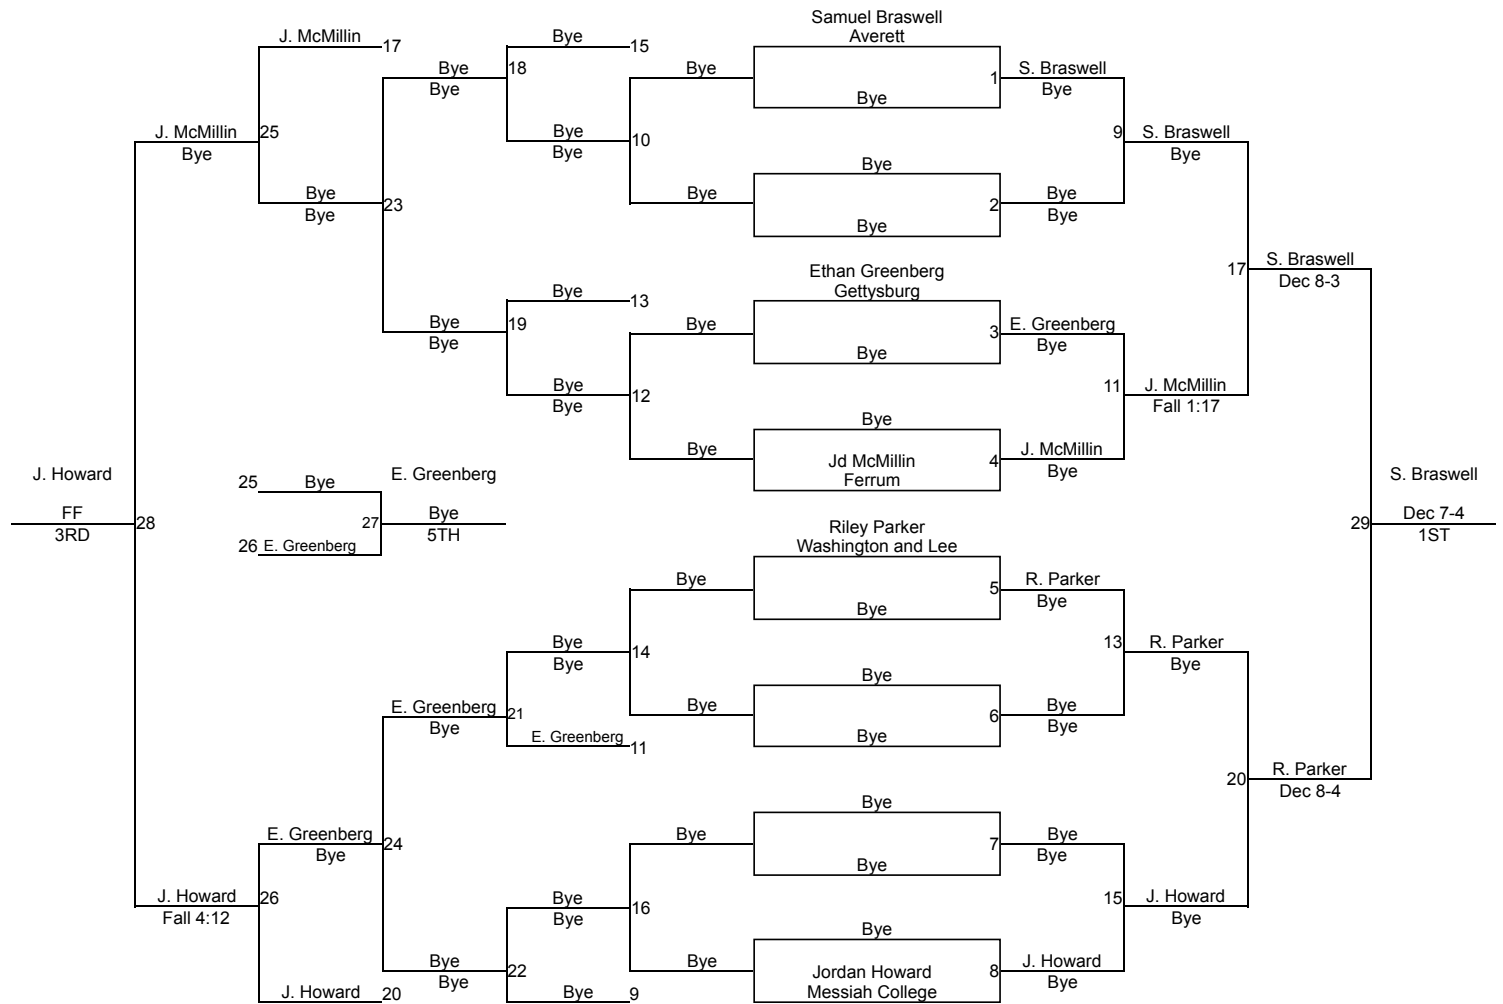 Samuel Braswell
Averett
J. McMillin
17
Bye
15
Bye
18
Bye
1
S. Braswell
Bye
Bye
Bye
J. McMillin
25
Bye
10
9
S. Braswell
Bye
Bye
Bye
Bye
Bye
23
Bye
2
Bye
Bye
Bye
Bye
Ethan Greenberg
Gettysburg
17
S. Braswell
Dec 8-3
Bye
13
Bye
19
Bye
3
E. Greenberg
Bye
Bye
Bye
Bye
12
11
J. McMillin
Bye
Fall 1:17
Bye
Bye
Jd McMillin
Ferrum
4
J. McMillin
Bye
J. Howard
25
Bye
E. Greenberg
S. Braswell
FF
28
27
Bye
29
Dec 7-4
3RD
5TH
1ST
26
E. Greenberg
Riley Parker
Washington and Lee
Bye
5
R. Parker
Bye
Bye
Bye
14
13
R. Parker
Bye
Bye
Bye
E. Greenberg
21
Bye
6
Bye
Bye
Bye
Bye
E. Greenberg
11
20
R. Parker
Dec 8-4
Bye
E. Greenberg
24
Bye
7
Bye
Bye
Bye
Bye
J. Howard
26
Bye
16
15
J. Howard
Fall 4:12
Bye
Bye
Bye
Bye
22
Bye
Jordan Howard
Messiah College
8
J. Howard
Bye
Bye
J. Howard
20
Bye
9